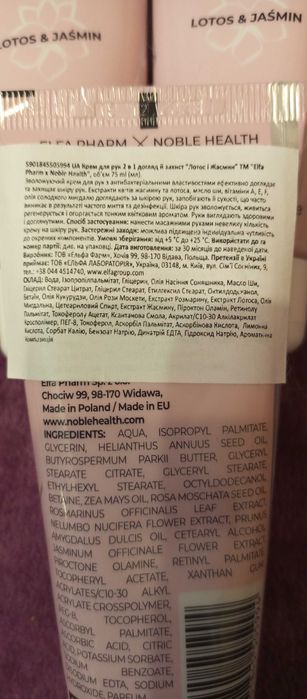 LOTOS & JAŚMIN
LOTOS & JAŚMIN
ELFA PHARM X NOBLE HEALTH
5901845505994 UA Крем для рук 2 в 1 догляд й захист "Лотос і Жасмин" ТМ "Elfa
Pharm x Noble Health", об'єм 75 ml (мл)
Зволожуючий крем для рук з антибактеріальними властивостями ефективно доглядає
та захищає шкіру рук. Екстракти квітів жасмину та лотоса, масло ши, вітаміни А, Е, F,
олія солодкого мигдалю доглядають за шкірою рук, запобігаючи її сухості, що часто
виникає в результаті частого миття та дезінфекції. Шкіра рук зволожується, живиться
регенерується і огортається тонким квітковим ароматом. Руки виглядають здоровими
і доглянутими. Спосіб застосування: нанести масажними рухами невелику кількість
крему на шкіру рук. Застережні заходи: можлива підвищена індивідуальна чутливість
до окремих компонентів. Умови зберігання: від +5 °С до +25 °С. Використати до та
номер партії: див. на упаковці. Дата виготовлення: за 30 місяців до наведеної дати.
Виробник: ТОВ «Ельфа Фарм», Хоців 99, 98-170 Відава, Польща. Претензії в Україні
приймає: ТОВ «ЕЛЬФА ЛАБОРАТОРІЯ», Україна, 03148, м. Київ, вул. Сім'ї Сосніних, 9,
тел.: +38 044 4514740, www.elfagroup.com
СКЛАД: Вода, Ізопропілпальмітат, Гліцерин, Олія Насіння Соняшника, Масло Ши,
Гліцерил Стеарат Цитрат, Гліцерил Стеарат, Етилгексил Стеарат, Октилдодеканол,
Бетаїн, Олія Кукурудзи, Олія Рози Москети, Екстракт Розмарину, Екстракт Лотоса, Олія
Мигдальна, Цетеариловий Спирт, Екстракт Жасмину, Піроктон Оламін, Ретинілу
Пальмітат, Токоферолу Ацетат, Ксантанова Смола, Акрилат/С10-30 Алкілакрилат
Кросполімер, ПЕГ-8, Токоферол, Аскорбіл Пальмітат, Аскорбінова Кислота, Лимонна
Кислота, Сорбат Калію, Бензоат Натрію, Динатрій ЕДТА, Гідроксид Натрію, Ароматична
композиція
Elfa Pharm Sp. z o.o.
Chociw 99, 98-170 Widawa,
Made in Poland / Made in EU
www.noblehealth.com
INGREDIENTS: AQUA, ISOPROPYL PALMITATE,
GLYCERIN, HELIANTHUS ANNUUS SEED OIL,
BUTYROSPERMUM PARKII BUTTER, GLYCERYL
STEARATE CITRATE, GLYCERYL STEARATE,
ETHYLHEXYL STEARATE, OCTYLDODECANOL,
BETAINE, ZEA MAYS OIL, ROSA MOSCHATA SEED OIL,
ROSMARINUS OFFICINALIS LEAF EXTRACT,
NELUMBO NUCIFERA FLOWER EXTRACT, PRUNUS
AMYGDALUS DULCIS OIL, CETEARYL ALCOHOL,
JASMINUM OFFICINALE FLOWER EXTRACT,
PIROCTONE OLAMINE, RETINYL PALMITATE,
TOCOPHERYL ACETATE, XANTHAN GUM,
ACRYLATES/C10-30 ALKYL
ACRYLATE CROSSPOLYMER,
PEG-8, TOCOPHEROL,
ASCORBYL PALMITATE,
ASCORBIC ACID, CITRIC
ACID, POTASSIUM SORBATE,
SODIUM BENZOATE,
DISODIUM EDTA, SODIUM
HYDROXIDE, PARFUM